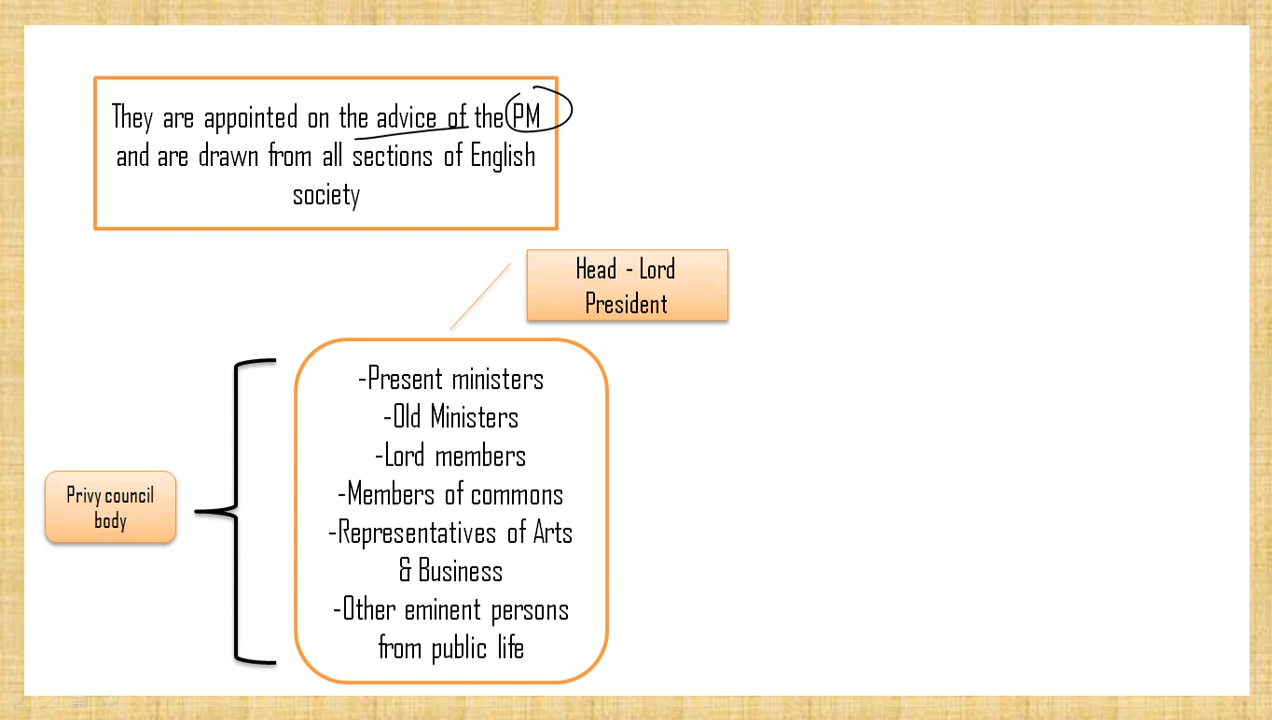 They are appointed on the advice of the PM
and are drawn from all sections of English
society
Head - Lord
President
-Present ministers
-Old Ministers
-Lord members
-Members of commons
-Representatives of Arts
& Business
-Other eminent persons
from public life
Privy council
body